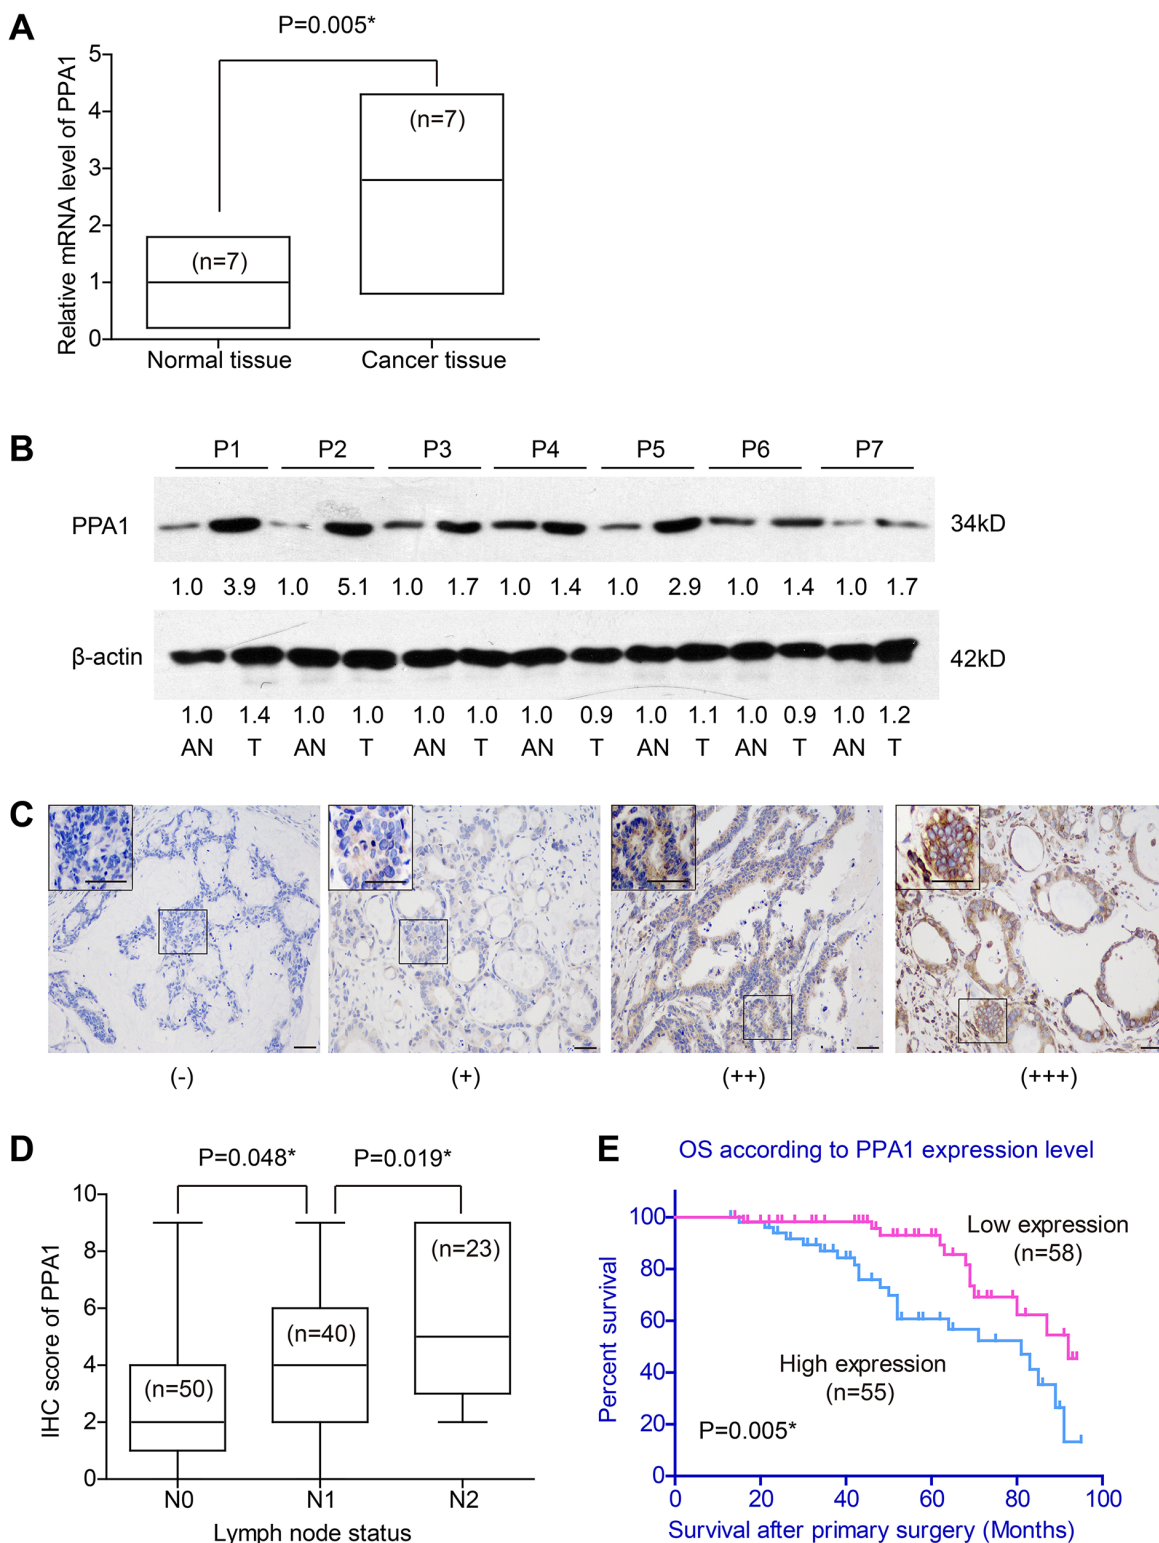 A
P=0.005*
Relative mRNA level of PPA1
5
4
3
2
1
0
(n=7)
(n=7)
Normal tissue Cancer tissue
B
P1 P2 P3 P4 P5 P6 P7
PPA1 34kD
1.0 3.9 1.0 5.1 1.0 1.7 1.0 1.4 1.0 2.9 1.0 1.4 1.0 1.7
β-actin 42kD
1.0 1.4 1.0 1.0 1.0 1.0 1.0 0.9 1.0 1.1 1.0 0.9 1.0 1.2
AN T AN T AN T AN T AN T AN T AN T
C
(-) (+) (++) (+++)
D
P=0.048* P=0.019*
IHC score of PPA1
10
8
6
4
2
0
(n=50)
(n=40)
(n=23)
N0 N1 N2
Lymph node status
E
OS according to PPA1 expression level
Percent survival
100
80
60
40
20
0
Low expression
(n=58)
High expression
(n=55)
P=0.005*
0 20 40 60 80 100
Survival after primary surgery (Months)